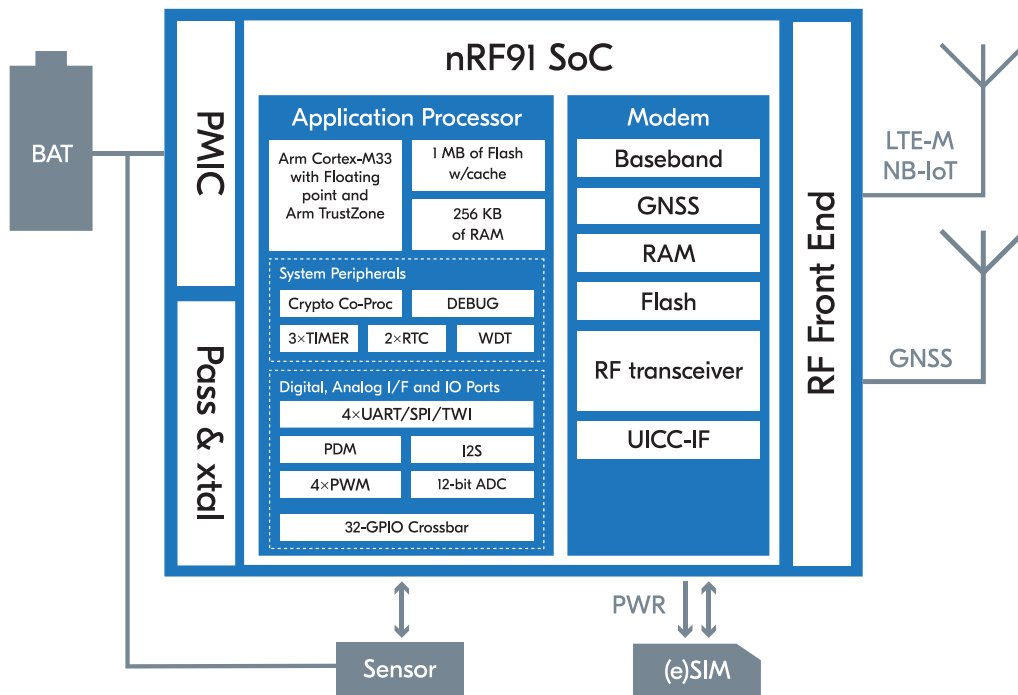 nRF91 SoC
BAT
PMIC
Pass & xtal
Application Processor
Arm Cortex-M33
with Floating
point and
Arm TrustZone
1 MB of Flash
w/cache
256 KB
of RAM
System Peripherals
Crypto Co-Proc
DEBUG
3×TIMER
2×RTC
WDT
Digital, Analog I/F and IO Ports
4×UART/SPI/TWI
PDM
I2S
4×PWM
12-bit ADC
32-GPIO Crossbar
Modem
Baseband
GNSS
RAM
Flash
RF transceiver
UICC-IF
RF Front End
LTE-M
NB-IoT
GNSS
PWR
Sensor
(e)SIM